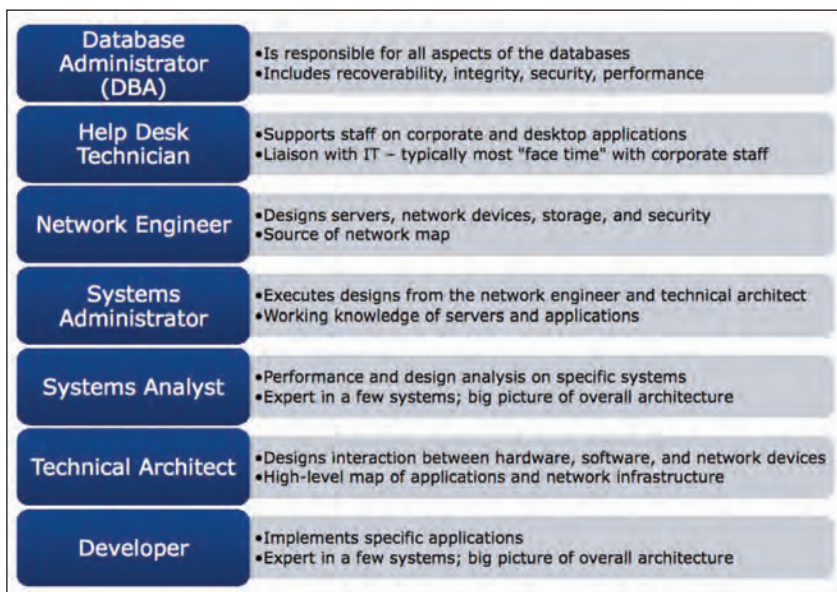 Database
Administrator
(DBA)
•Is responsible for all aspects of the databases
•Includes recoverability, integrity, security, performance
Help Desk
Technician
•Supports staff on corporate and desktop applications
•Liaison with IT – typically most "face time" with corporate staff
Network Engineer
•Designs servers, network devices, storage, and security
•Source of network map
Systems
Administrator
•Executes designs from the network engineer and technical architect
•Working knowledge of servers and applications
Systems Analyst
•Performance and design analysis on specific systems
•Expert in a few systems; big picture of overall architecture
Technical Architect
•Designs interaction between hardware, software, and network devices
•High-level map of applications and network infrastructure
Developer
•Implements specific applications
•Expert in a few systems; big picture of overall architecture